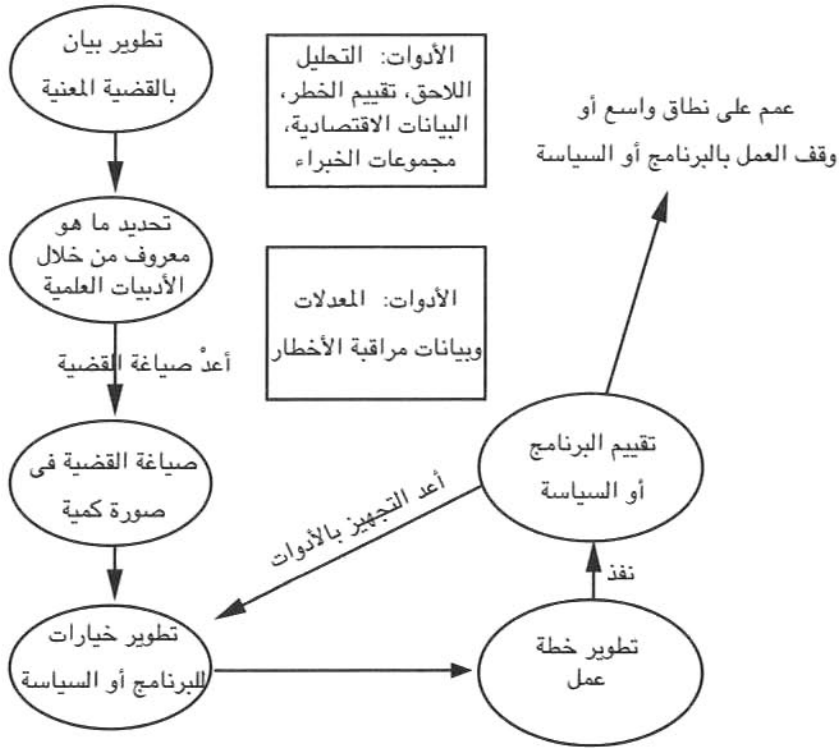 تطوير بيان
بالقضية المعنية
الأدوات: التحليل
اللاحق، تقييم الخطر،
البيانات الاقتصادية،
مجموعات الخبراء
عمم على نطاق واسع أو
وقف العمل بالبرنامج أو السياسة
تحديد ما هو
معروف من خلال
الأدبيات العلمية
الأدوات: المعدلات
وبيانات مراقبة الأخطار
أعدْ صياغة القضية
صياغة القضية فى
صورة كمية
تقييم البرنامج
أو السياسة
أعد التجهيز بالأدوات
نفذ
تطوير خيارات
للبرنامج أو السياسة
تطوير خطة
عمل